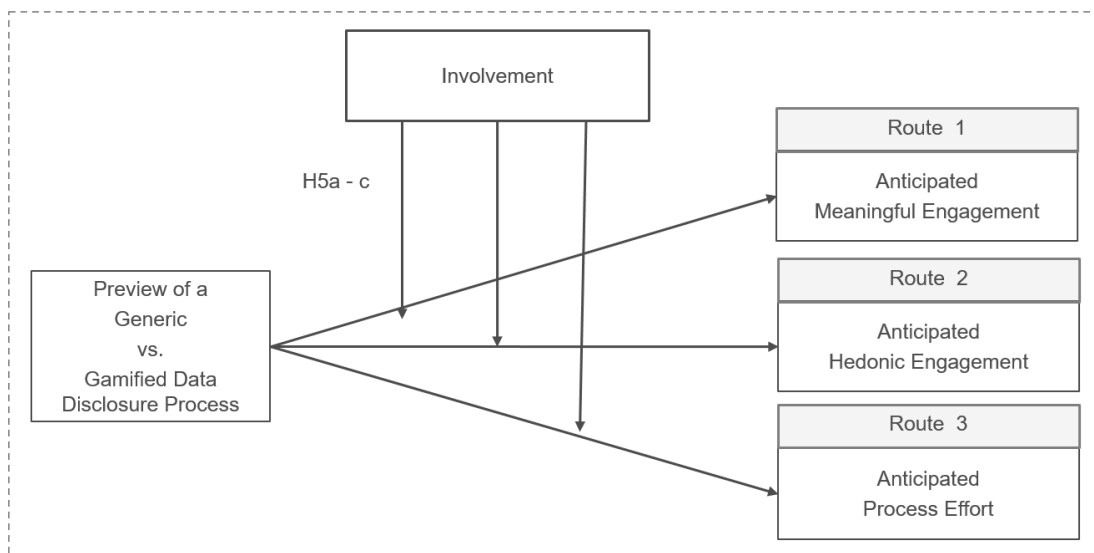 Involvement
Route 1
H5a - c
Anticipated
Meaningful Engagement
Route 2
Preview of a
Generic
vs.
Gamified Data
Disclosure Process
Anticipated
Hedonic Engagement
Route 3
Anticipated
Process Effort